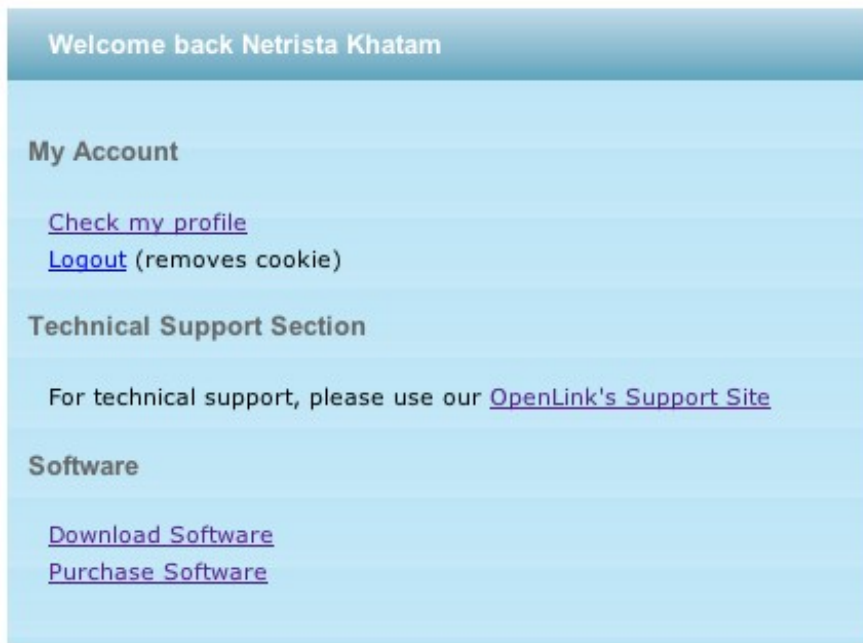 Welcome back Netrista Khatam
My Account
Check my profile
Logout (removes cookie)
Technical Support Section
For technical support, please use our OpenLink's Support Site
Software
Download Software
Purchase Software